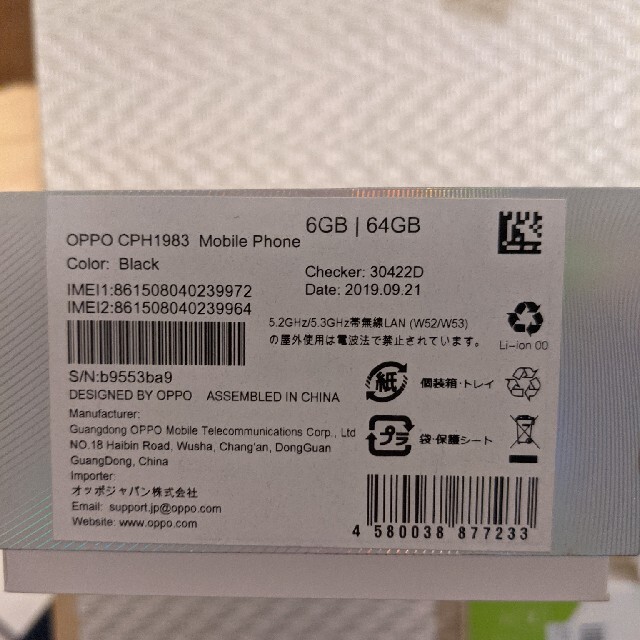 OPPO CPH1983 Mobile Phone
6GB | 64GB
Color: Black
Checker: 30422D
Date: 2019.09.21
IMEI1:861508040239972
IMEI2:861508040239964
5.2GHz/5.3GHz帯無線LAN (W52/W53)
の屋外使用は電波法で禁止されています。
Li-ion 00
S/N:b9553ba9
DESIGNED BY OPPO ASSEMBLED IN CHINA
紙
個装箱・トレイ
プラ
袋・保護シート
Manufacturer:
Guangdong OPPO Mobile Telecommunications Corp., Ltd
NO.18 Haibin Road, Wusha, Chang'an, DongGuan
GuangDong, China
Importer:
オッポジャパン株式会社
Email: support.jp@oppo.com
Website: www.oppo.com
4 580038 877233